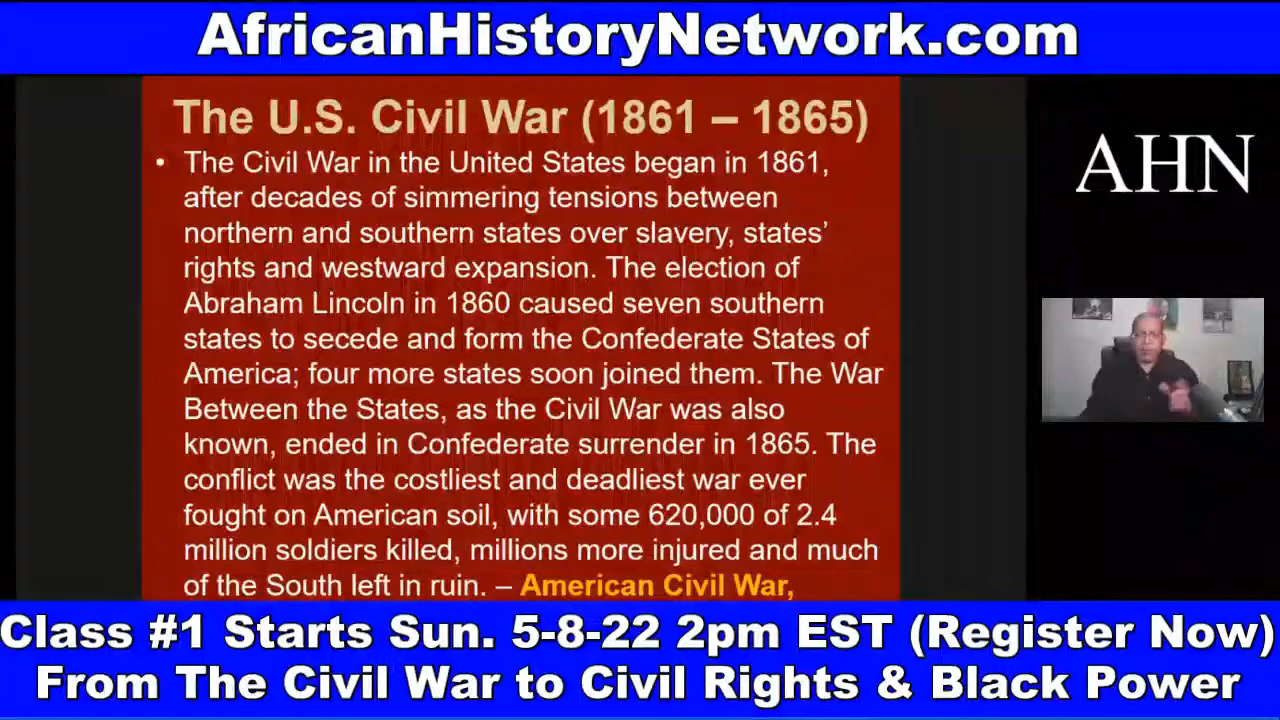 AfricanHistoryNetwork.com
The U.S. Civil War (1861 – 1865)
• The Civil War in the United States began in 1861,
after decades of simmering tensions between
northern and southern states over slavery, states’
rights and westward expansion. The election of
Abraham Lincoln in 1860 caused seven southern
states to secede and form the Confederate States of
America; four more states soon joined them. The War
Between the States, as the Civil War was also
known, ended in Confederate surrender in 1865. The
conflict was the costliest and deadliest war ever
fought on American soil, with some 620,000 of 2.4
million soldiers killed, millions more injured and much
of the South left in ruin. – American Civil War,
AHN
Class #1 Starts Sun. 5-8-22 2pm EST (Register Now)
From The Civil War to Civil Rights & Black Power